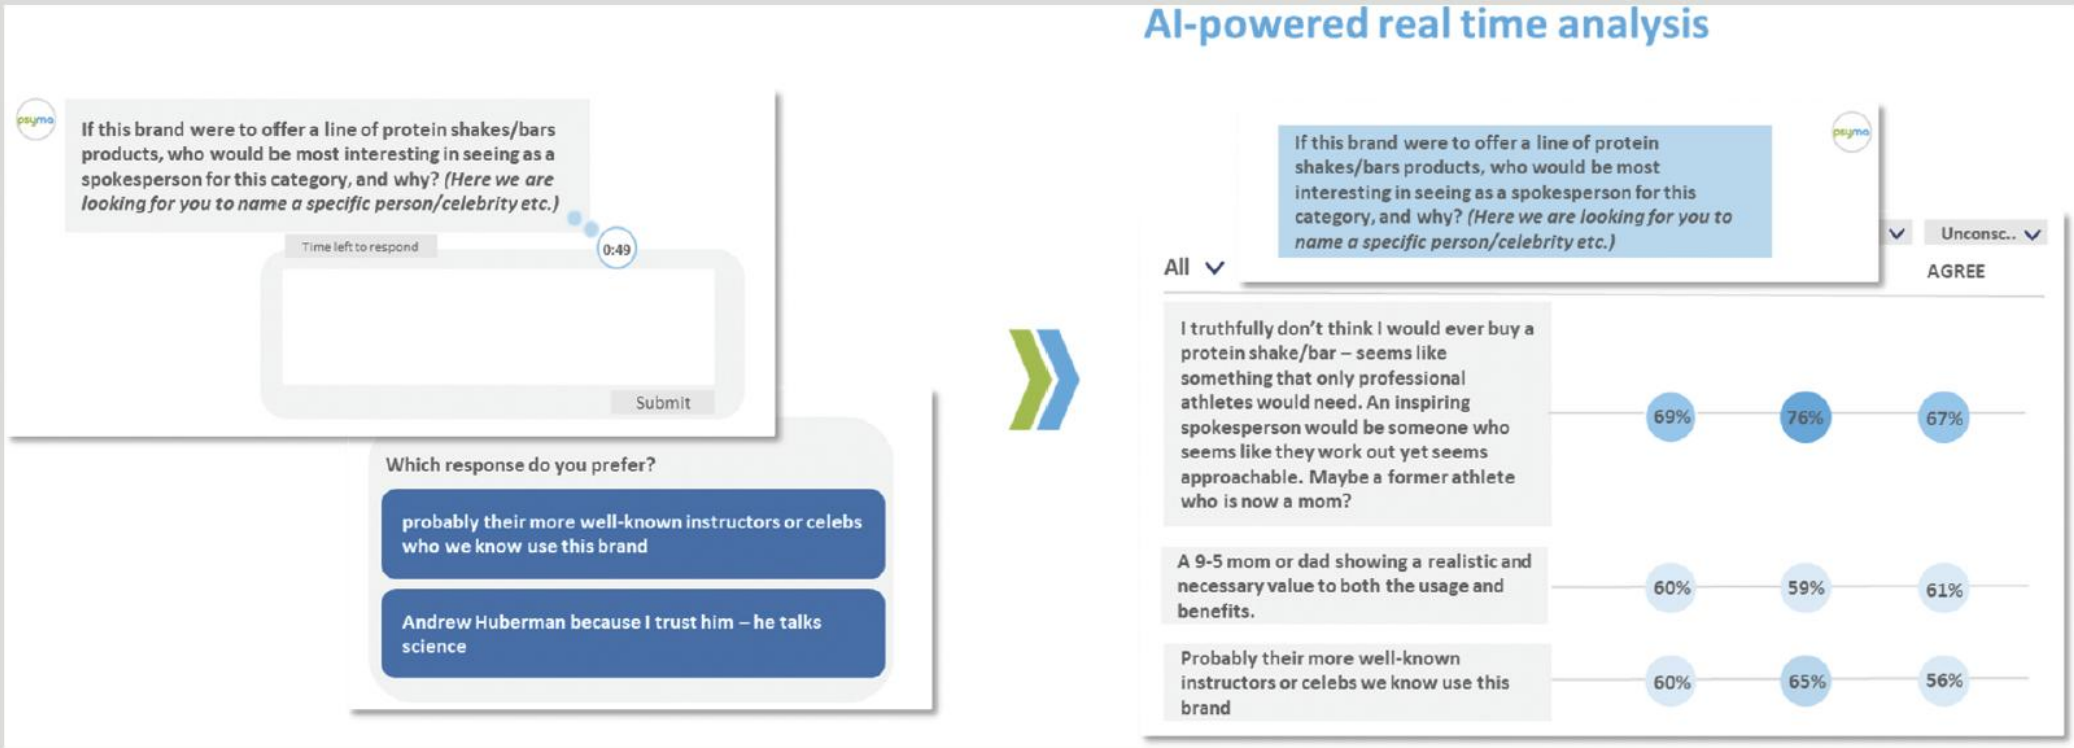 AI-powered real time analysis
psyma
If this brand were to offer a line of protein shakes/bars
products, who would be most interesting in seeing as a
spokesperson for this category, and why? (Here we are
looking for you to name a specific person/celebrity etc.)
Time left to respond
0:49
Submit
Which response do you prefer?
probably their more well-known instructors or celebs
who we know use this brand
Andrew Huberman because I trust him – he talks
science
psyma
If this brand were to offer a line of protein
shakes/bars products, who would be most
interesting in seeing as a spokesperson for this
category, and why? (Here we are looking for you to
name a specific person/celebrity etc.)
Unconsc..
All
AGREE
I truthfully don't think I would ever buy a
protein shake/bar – seems like
something that only professional
athletes would need. An inspiring
spokesperson would be someone who
seems like they work out yet seems
approachable. Maybe a former athlete
who is now a mom?
69% 76% 67%
A 9-5 mom or dad showing a realistic and
necessary value to both the usage and
benefits.
60% 59% 61%
Probably their more well-known
instructors or celebs we know use this
brand
60% 65% 56%